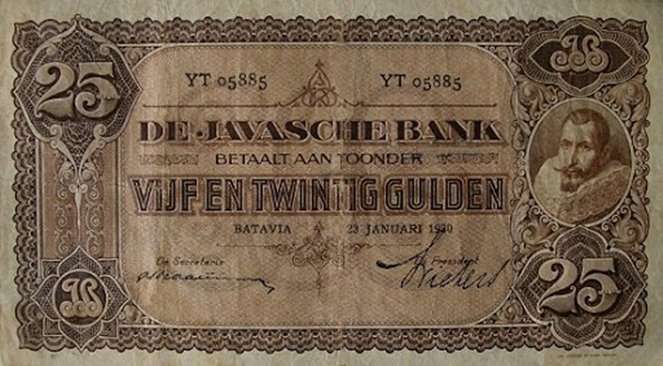 25
YT 05885 YT 05885
DE JAVASCHE BANK
BETAALT AAN TOONDER
VIJF EN TWINTIG GULDEN
BATAVIA 23 JANUARI 1930
De Secretaris President
25